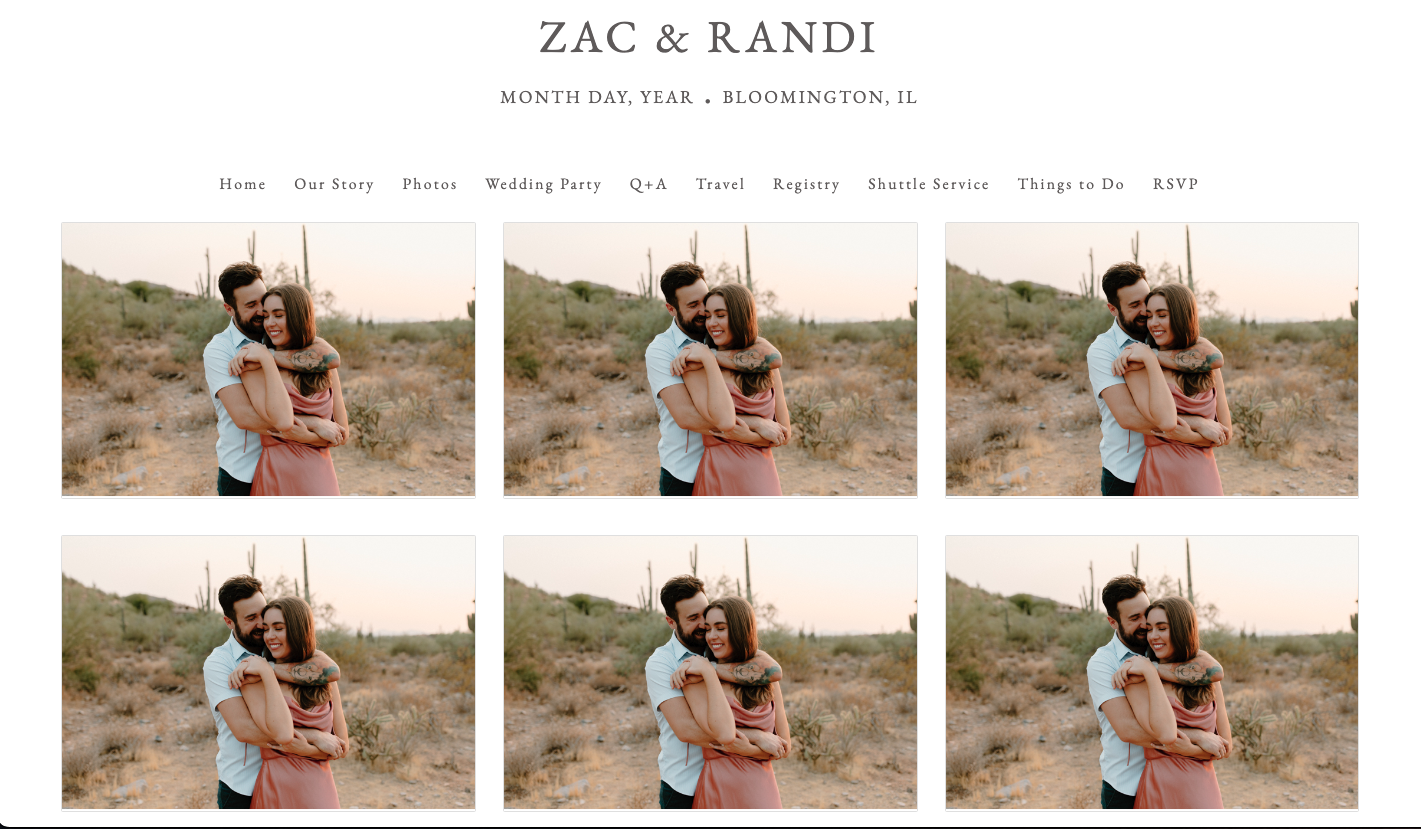 ZAC & RANDI
MONTH DAY, YEAR . BLOOMINGTON, IL
Home Our Story Photos Wedding Party Q+A Travel Registry Shuttle Service Things to Do RSVP